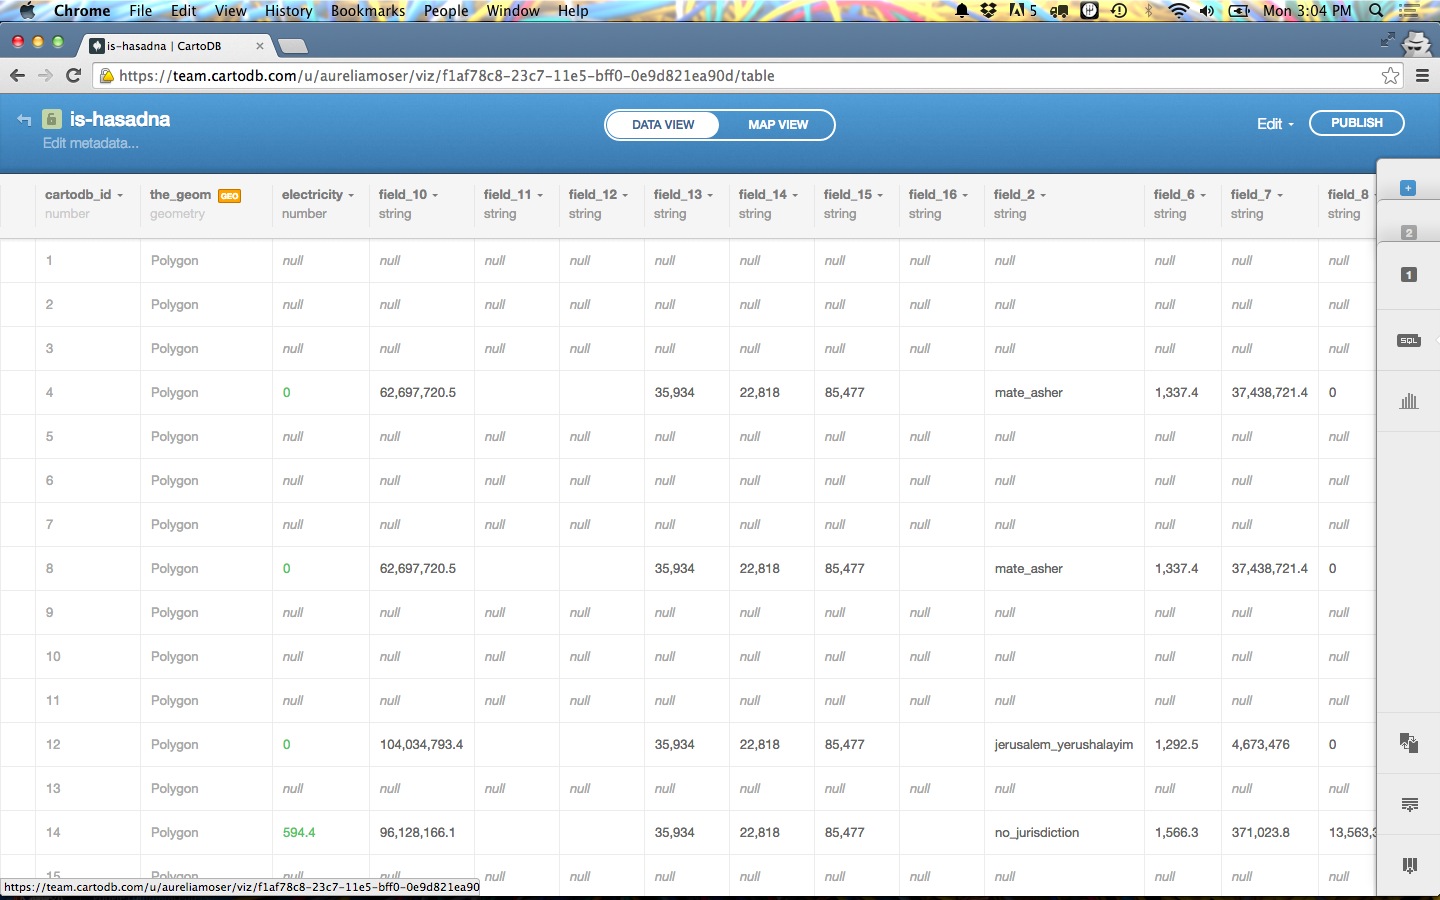 Chrome File Edit View History Bookmarks People Window Help 5 Mon 3:04 PM
is-hasadna | CartoDB
https://team.cartodb.com/u/aureliamoser/viz/f1af78c8-23c7-11e5-bff0-0e9d821ea90d/table
is-hasadna DATA VIEW MAP VIEW Edit PUBLISH
Edit metadata...
cartodb_id the_geom GEO electricity field_10 field_11 field_12 field_13 field_14 field_15 field_16 field_2 field_6 field_7 field_8
number geometry number string string string string string string string string string string string
1 Polygon null null null null null null null null null null null null
2 Polygon null null null null null null null null null null null null
3 Polygon null null null null null null null null null null null null
4 Polygon 0 62,697,720.5 35,934 22,818 85,477 mate_asher 1,337.4 37,438,721.4 0
5 Polygon null null null null null null null null null null null null
6 Polygon null null null null null null null null null null null null
7 Polygon null null null null null null null null null null null null
8 Polygon 0 62,697,720.5 35,934 22,818 85,477 mate_asher 1,337.4 37,438,721.4 0
9 Polygon null null null null null null null null null null null null
10 Polygon null null null null null null null null null null null null
11 Polygon null null null null null null null null null null null null
12 Polygon 0 104,034,793.4 35,934 22,818 85,477 jerusalem_yerushalayim 1,292.5 4,673,476 0
13 Polygon null null null null null null null null null null null null
14 Polygon 594.4 96,128,166.1 35,934 22,818 85,477 no_jurisdiction 1,566.3 371,023.8 13,563,3
15 Polygon null null null null null null null null null null null null
https://team.cartodb.com/u/aureliamoser/viz/f1af78c8-23c7-11e5-bff0-0e9d821ea90
2
1
SQL